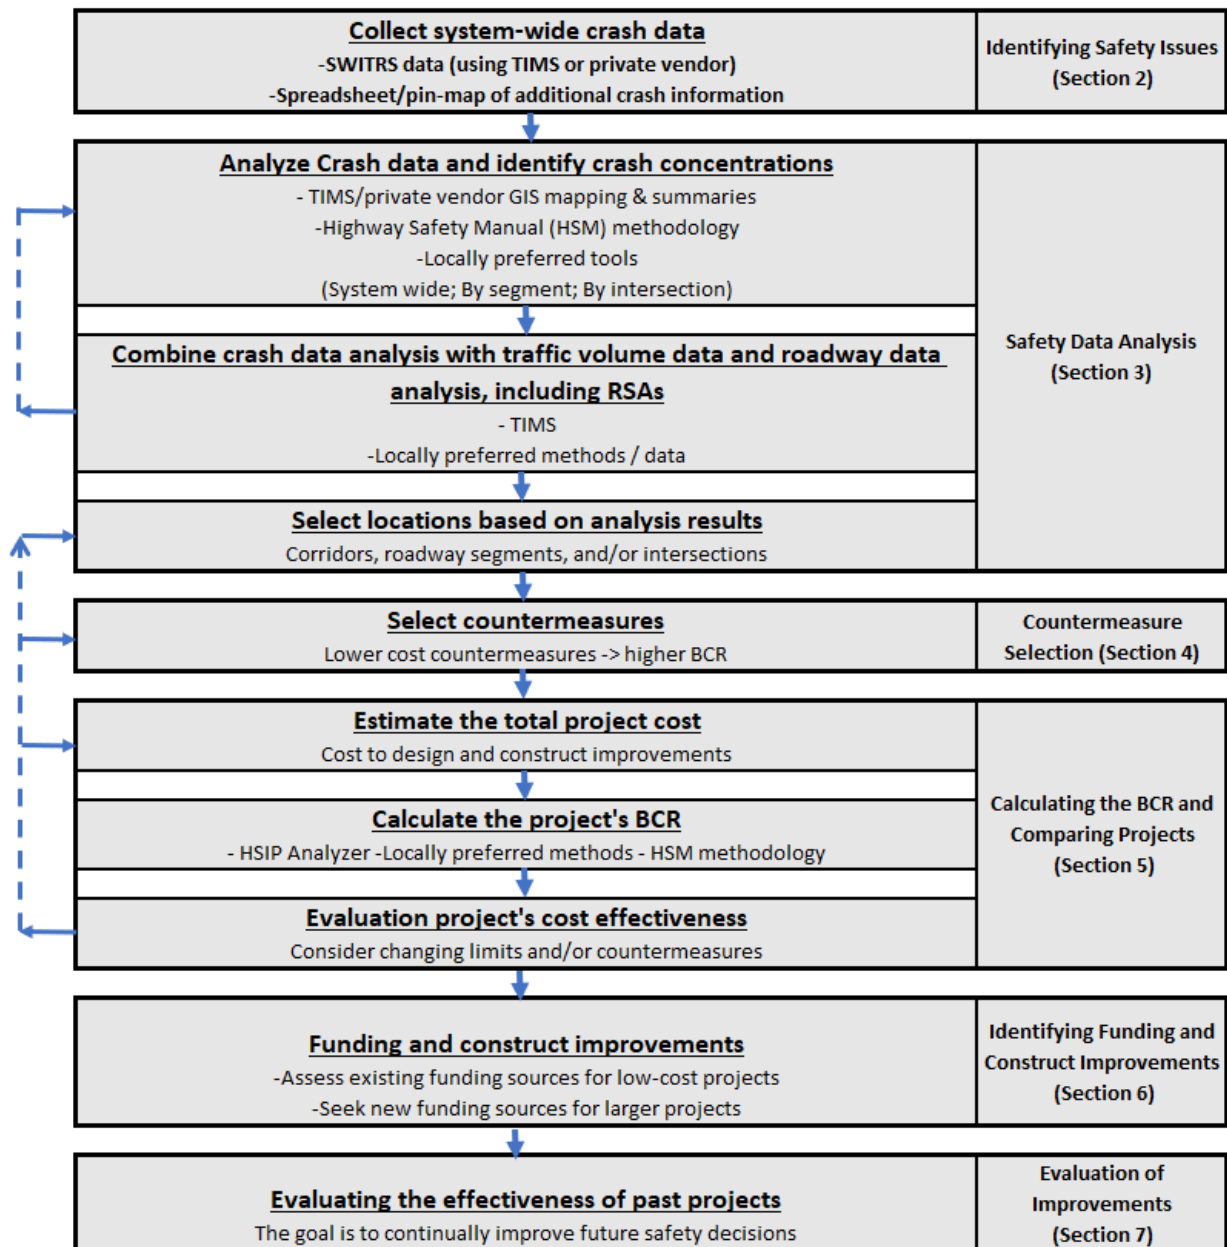 Collect system-wide crash data
-SWITRS data (using TIMS or private vendor)
-Spreadsheet/pin-map of additional crash information
Identifying Safety Issues
(Section 2)
Analyze Crash data and identify crash concentrations
- TIMS/private vendor GIS mapping & summaries
-Highway Safety Manual (HSM) methodology
-Locally preferred tools
(System wide; By segment; By intersection)
Combine crash data analysis with traffic volume data and roadway data
analysis, including RSAs
- TIMS
-Locally preferred methods / data
Select locations based on analysis results
Corridors, roadway segments, and/or intersections
Safety Data Analysis
(Section 3)
Select countermeasures
Lower cost countermeasures -> higher BCR
Countermeasure
Selection (Section 4)
Estimate the total project cost
Cost to design and construct improvements
Calculate the project's BCR
- HSIP Analyzer -Locally preferred methods - HSM methodology
Evaluation project's cost effectiveness
Consider changing limits and/or countermeasures
Calculating the BCR and
Comparing Projects
(Section 5)
Funding and construct improvements
-Assess existing funding sources for low-cost projects
-Seek new funding sources for larger projects
Identifying Funding and
Construct Improvements
(Section 6)
Evaluating the effectiveness of past projects
The goal is to continually improve future safety decisions
Evaluation of
Improvements
(Section 7)